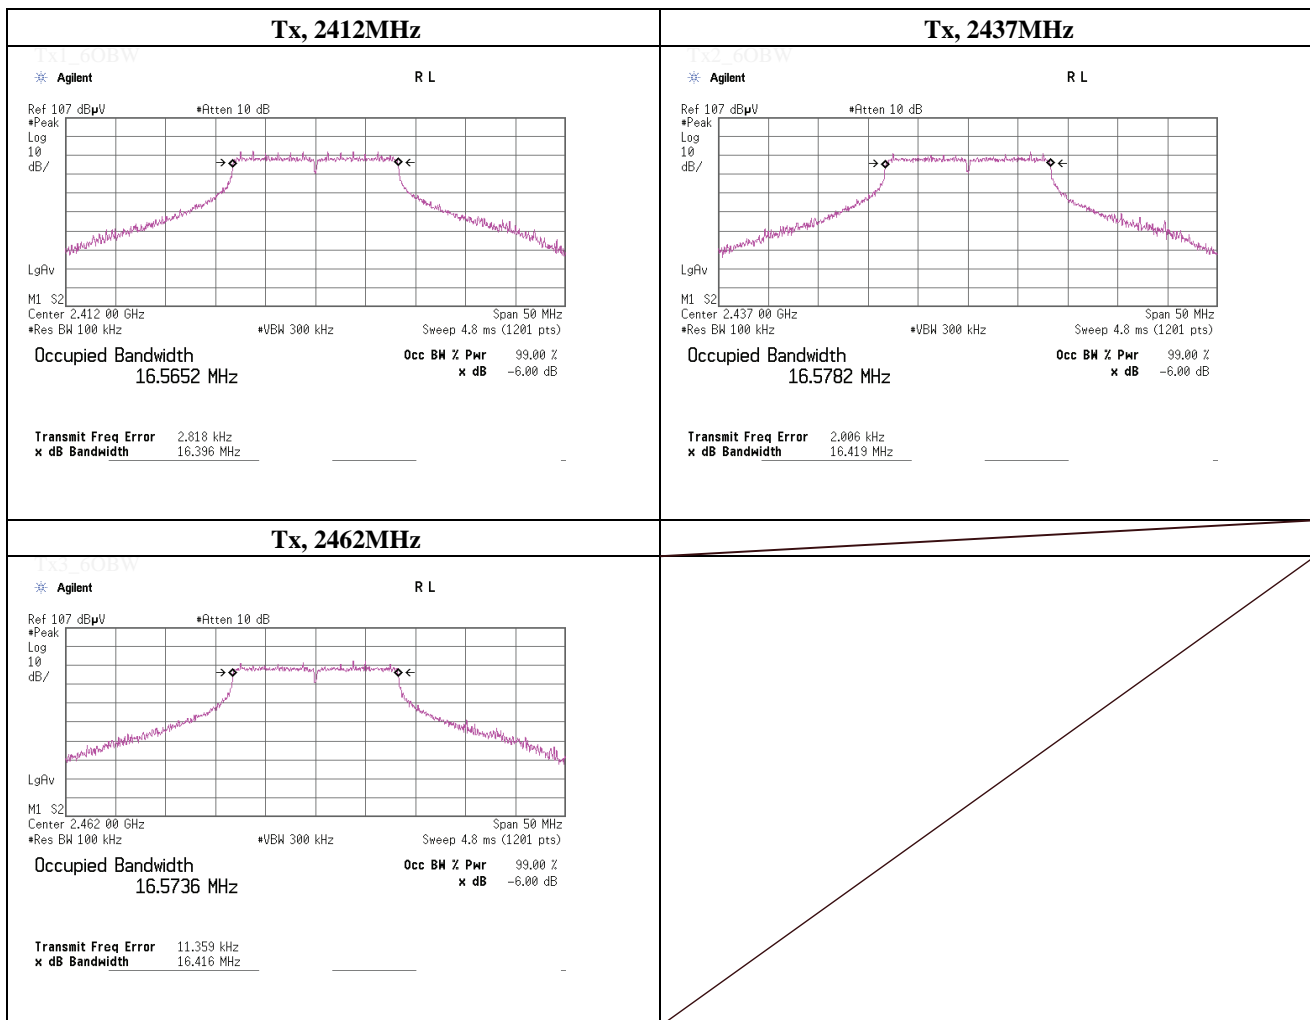 Tx, 2412MHz
Tx1_6OBW
Agilent R L
Ref 107 dBµV #Atten 10 dB
#Peak
Log
10
dB/
LgAv
M1 S2
Center 2.412 00 GHz Span 50 MHz
#Res BW 100 kHz #VBW 300 kHz Sweep 4.8 ms (1201 pts)
Occupied Bandwidth Occ BW % Pwr 99.00 %
16.5652 MHz x dB -6.00 dB
Transmit Freq Error 2.818 kHz
x dB Bandwidth 16.396 MHz
Tx, 2437MHz
Tx2_6OBW
Agilent R L
Ref 107 dBµV #Atten 10 dB
#Peak
Log
10
dB/
LgAv
M1 S2
Center 2.437 00 GHz Span 50 MHz
#Res BW 100 kHz #VBW 300 kHz Sweep 4.8 ms (1201 pts)
Occupied Bandwidth Occ BW % Pwr 99.00 %
16.5782 MHz x dB -6.00 dB
Transmit Freq Error 2.006 kHz
x dB Bandwidth 16.419 MHz
Tx, 2462MHz
Tx3_6OBW
Agilent R L
Ref 107 dBµV #Atten 10 dB
#Peak
Log
10
dB/
LgAv
M1 S2
Center 2.462 00 GHz Span 50 MHz
#Res BW 100 kHz #VBW 300 kHz Sweep 4.8 ms (1201 pts)
Occupied Bandwidth Occ BW % Pwr 99.00 %
16.5736 MHz x dB -6.00 dB
Transmit Freq Error 11.359 kHz
x dB Bandwidth 16.416 MHz